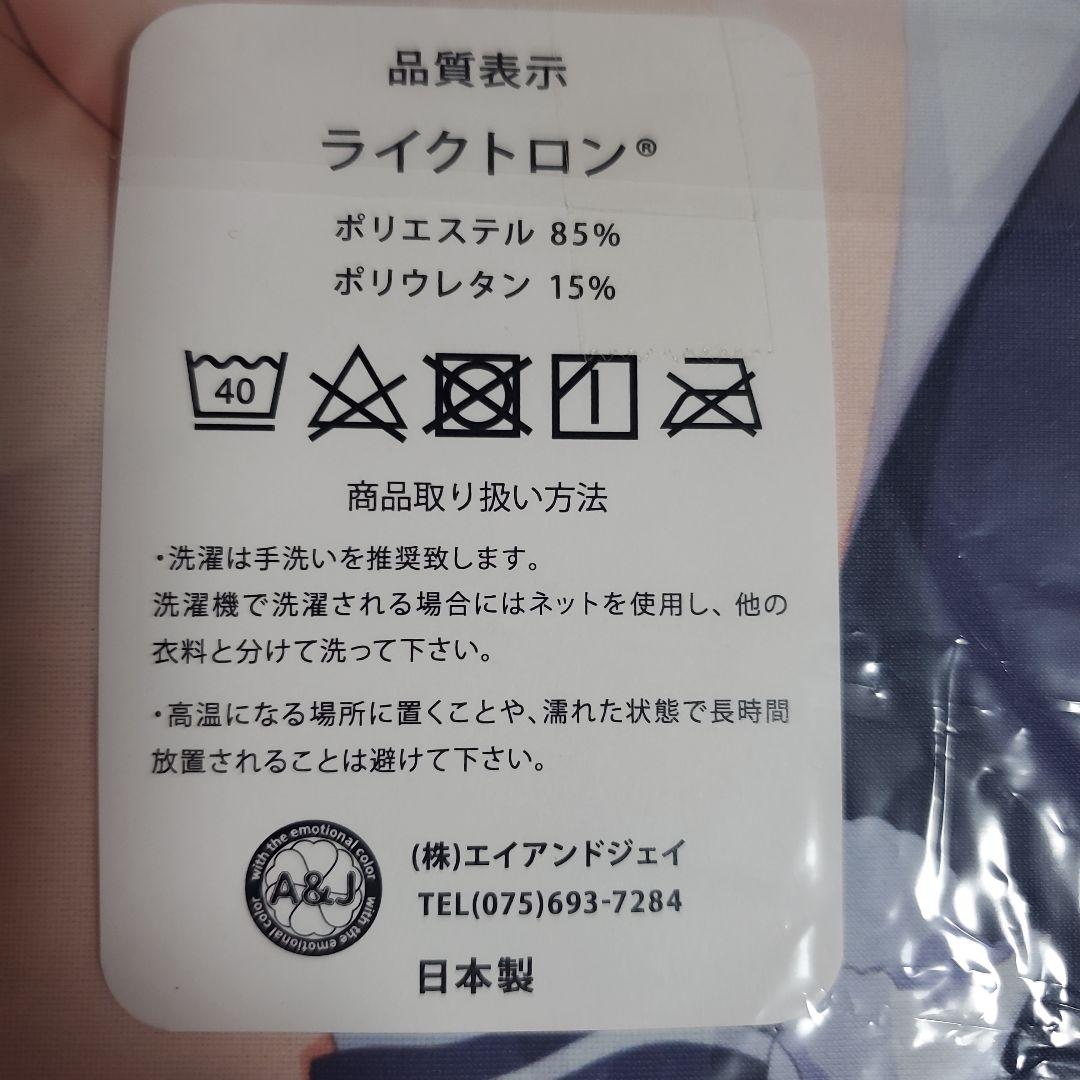 品質表示
ライクトロン®
ポリエステル 85%
ポリウレタン 15%
40
商品取り扱い方法
・洗濯は手洗いを推奨致します。
洗濯機で洗濯される場合にはネットを使用し、他の
衣料と分けて洗って下さい。
・高温になる場所に置くことや、濡れた状態で長時間
放置されることは避けて下さい。
with the emotional color
A&J
with the emotional color
(株)エイアンドジェイ
TEL(075)693-7284
日本製